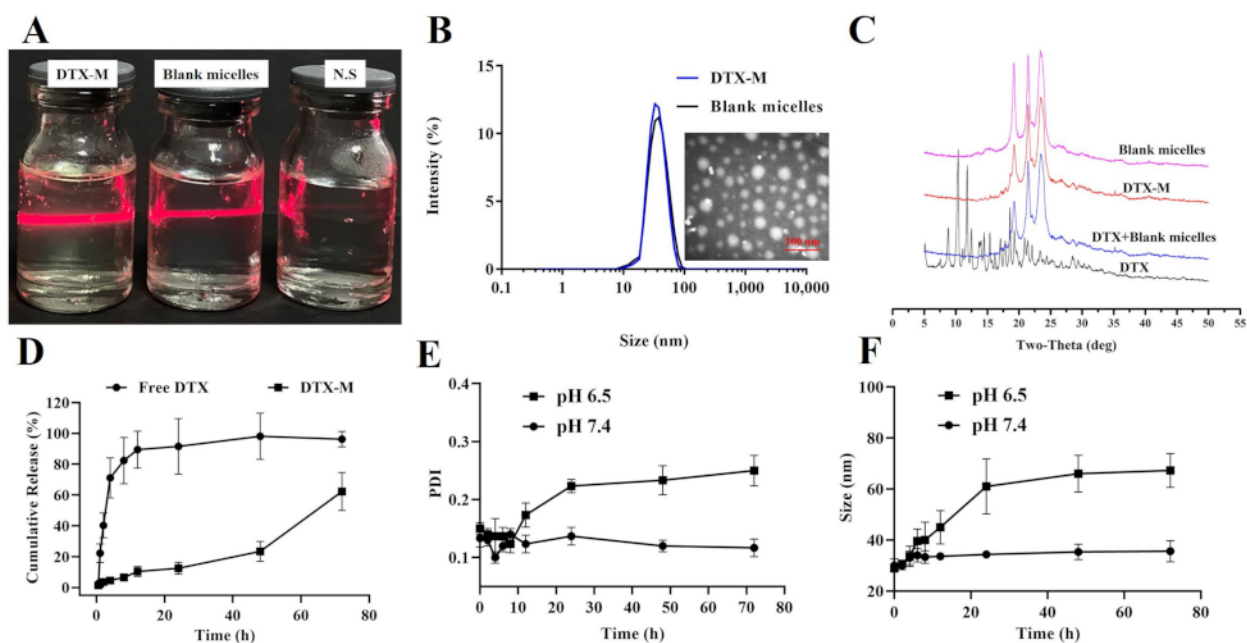 A
DTX-M
Blank micelles
N.S
B
15
10
5
0
Intensity (%)
DTX-M
Blank micelles
100 nm
0.1
1
10
100
1,000
10,000
Size (nm)
C
Blank micelles
DTX-M
DTX+Blank micelles
DTX
0 5 10 15 20 25 30 35 40 45 50 55
Two-Theta (deg)
D
Free DTX
DTX-M
120
100
80
60
40
20
0
Cumulative Release (%)
0 20 40 60 80
Time (h)
E
pH 6.5
pH 7.4
0.4
0.3
0.2
0.1
PDI
0 10 20 30 40 50 60 70 80
Time (h)
F
pH 6.5
pH 7.4
100
80
60
40
20
Size (nm)
0 20 40 60 80
Time (h)